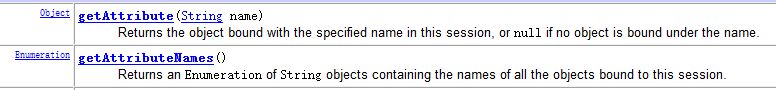 Object getAttribute(String name)
Returns the object bound with the specified name in this session, or null if no object is bound under the name.
Enumeration getAttributeNames()
Returns an Enumeration of String objects containing the names of all the objects bound to this session.